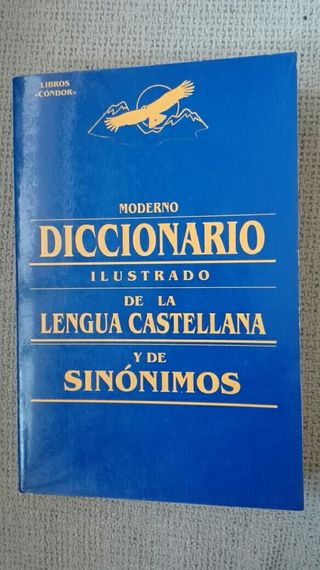 LIBROS
«CÓNDOR»
MODERNO
DICCIONARIO
ILUSTRADO
DE LA
LENGUA CASTELLANA
Y DE
SINÓNIMOS